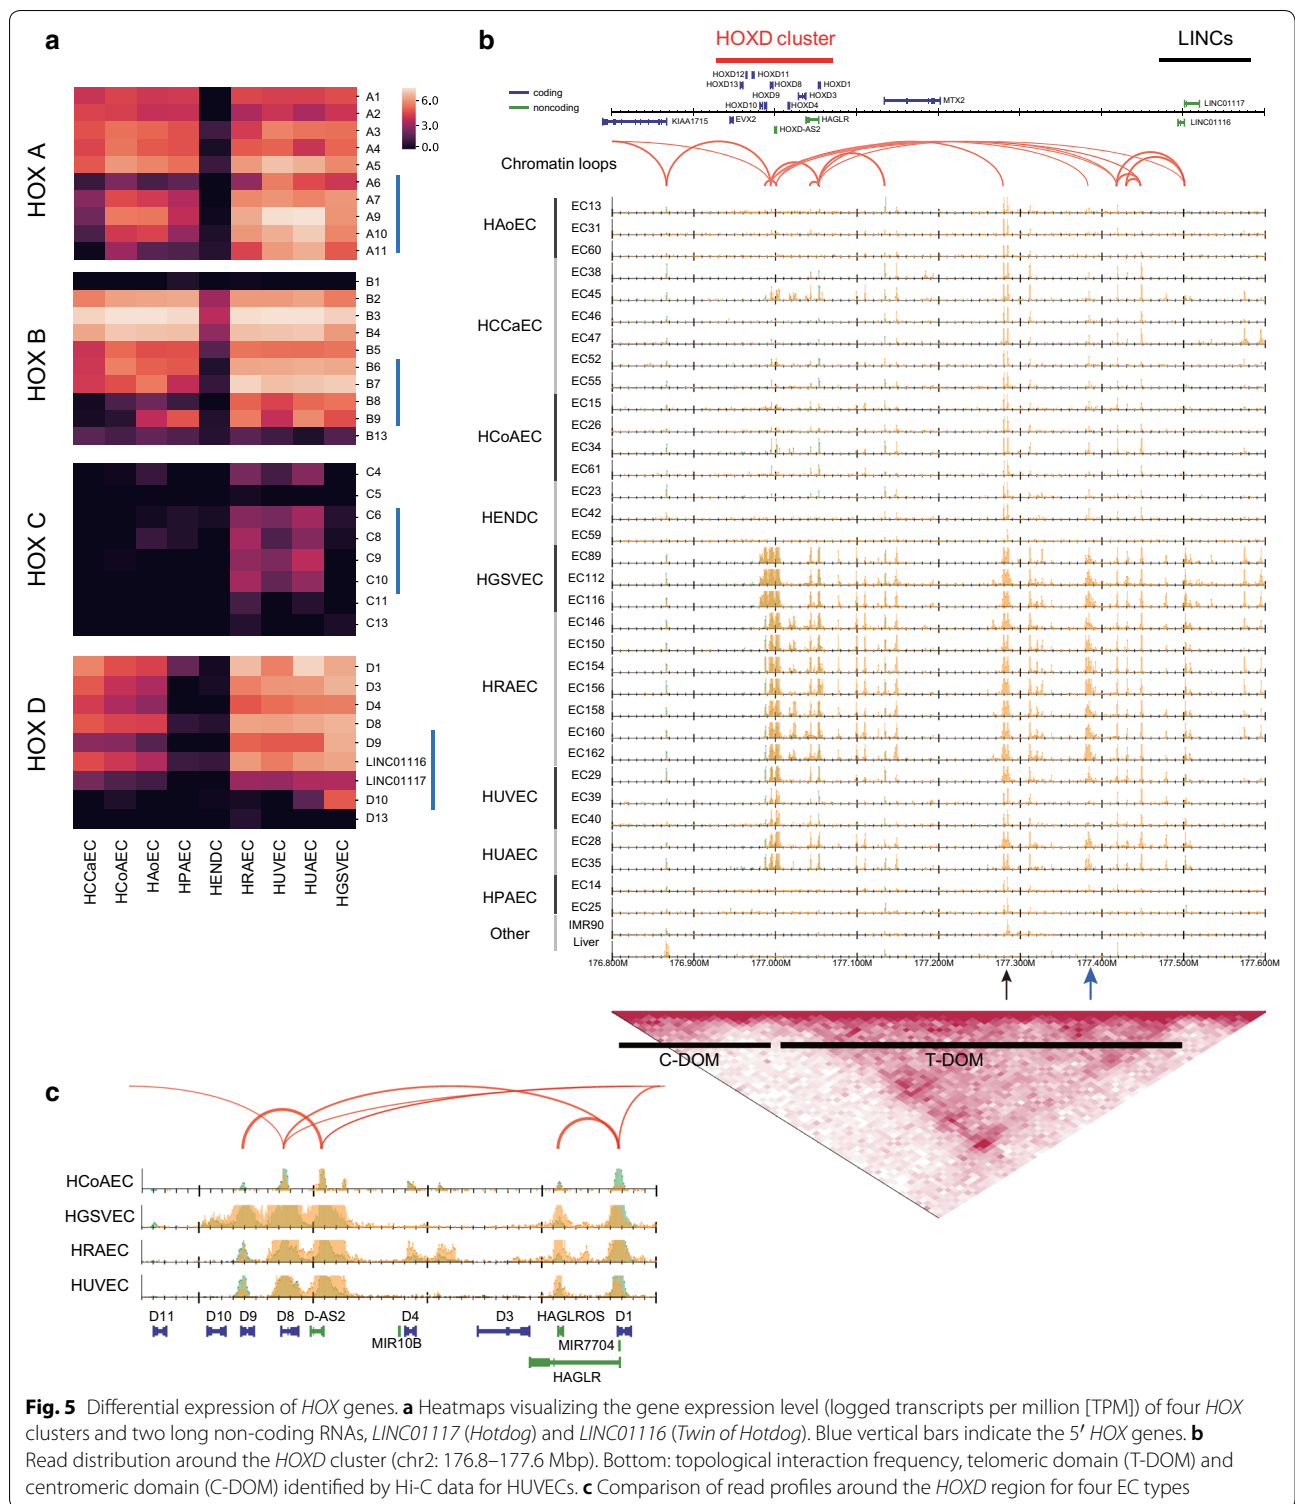 a
HOX A
A1
A2
A3
A4
A5
A6
A7
A9
A10
A11
6.0
3.0
0.0
HOX B
B1
B2
B3
B4
B5
B6
B7
B8
B9
B13
HOX C
C4
C5
C6
C8
C9
C10
C11
C13
HOX D
D1
D3
D4
D8
D9
LINC01116
LINC01117
D10
D13
HCCaEC
HCoAEC
HAoEC
HPAEC
HENDC
HRAEC
HUVEC
HUAEC
HGSVEC
b
HOXD cluster
LINCs
coding
noncoding
HOXD12 HOXD11
HOXD13 HOXD8 HOXD1
HOXD9 HOXD3
HOXD10 HOXD4
MTX2
LINC01117
KIAA1715
EVX2
HAGLR
LINC01116
HOXD-AS2
Chromatin loops
HAoEC
EC13
EC31
EC60
HCCaEC
EC38
EC45
EC46
EC47
EC52
EC55
HCoAEC
EC15
EC26
EC34
EC61
HENDC
EC23
EC42
EC59
HGSVEC
EC89
EC112
EC116
HRAEC
EC146
EC150
EC154
EC156
EC158
EC160
EC162
HUVEC
EC29
EC39
EC40
HUAEC
EC28
EC35
HPAEC
EC14
EC25
Other
IMR90
Liver
176.800M 176.900M 177.000M 177.100M 177.200M 177.300M 177.400M 177.500M 177.600M
C-DOM
T-DOM
c
HCoAEC
HGSVEC
HRAEC
HUVEC
D11 D10 D9 D8 D-AS2 D4 D3 HAGLROS D1
MIR10B
MIR7704
HAGLR
Fig. 5 Differential expression of HOX genes. a Heatmaps visualizing the gene expression level (logged transcripts per million [TPM]) of four HOX
clusters and two long non-coding RNAs, LINC01117 (Hotdog) and LINC01116 (Twin of Hotdog). Blue vertical bars indicate the 5′ HOX genes. b
Read distribution around the HOXD cluster (chr2: 176.8–177.6 Mbp). Bottom: topological interaction frequency, telomeric domain (T-DOM) and
centromeric domain (C-DOM) identified by Hi-C data for HUVECs. c Comparison of read profiles around the HOXD region for four EC types